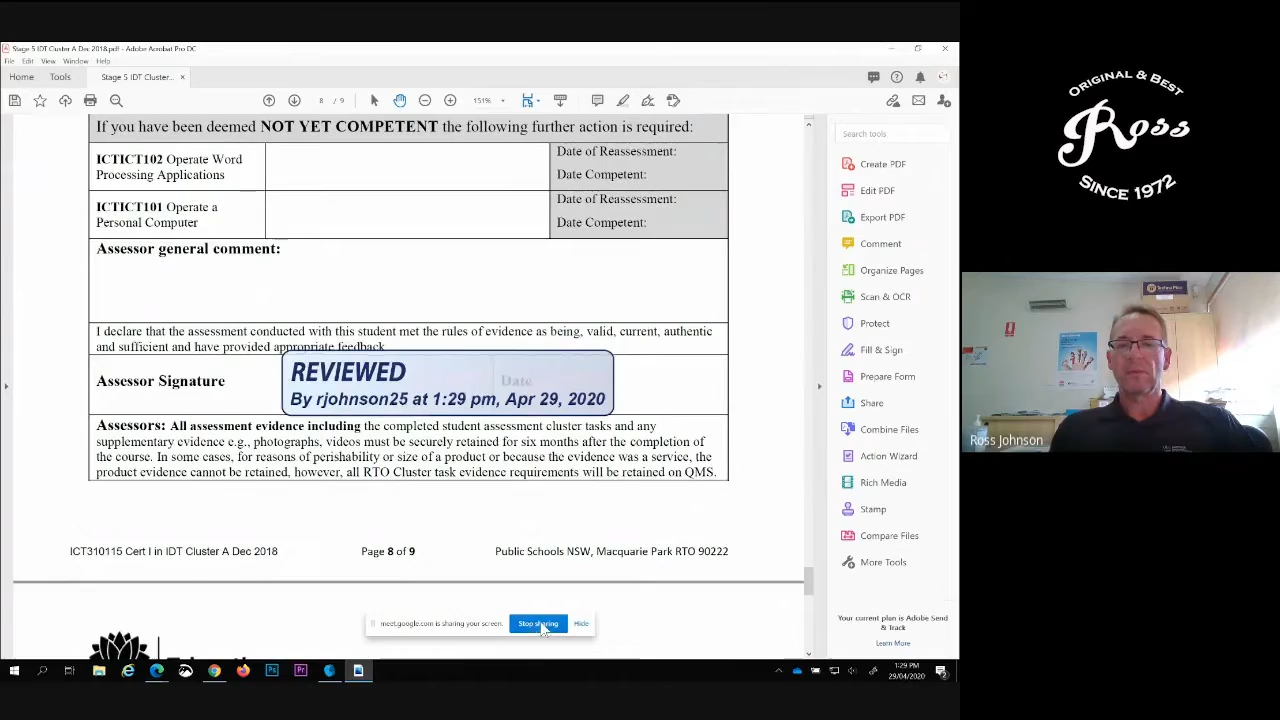 Stage 5 IDT Cluster A Dec 2018.pdf - Adobe Acrobat Pro DC
File Edit View Window Help
Home Tools Stage 5 IDT Cluster... ×
8 / 9 151%
If you have been deemed NOT YET COMPETENT the following further action is required:
ICTICT102 Operate Word
Processing Applications
Date of Reassessment:
Date Competent:
ICTICT101 Operate a
Personal Computer
Date of Reassessment:
Date Competent:
Assessor general comment:
I declare that the assessment conducted with this student met the rules of evidence as being, valid, current, authentic
and sufficient and have provided appropriate feedback
Assessor Signature
Date
REVIEWED
By rjohnson25 at 1:29 pm, Apr 29, 2020
Assessors: All assessment evidence including the completed student assessment cluster tasks and any
supplementary evidence e.g., photographs, videos must be securely retained for six months after the completion of
the course. In some cases, for reasons of perishability or size of a product or because the evidence was a service, the
product evidence cannot be retained, however, all RTO Cluster task evidence requirements will be retained on QMS.
ICT310115 Cert I in IDT Cluster A Dec 2018
Page 8 of 9
Public Schools NSW, Macquarie Park RTO 90222
meet.google.com is sharing your screen.
Stop sharing
Hide
Search tools
Create PDF
Edit PDF
Export PDF
Comment
Organize Pages
Scan & OCR
Protect
Fill & Sign
Prepare Form
Share
Combine Files
Action Wizard
Rich Media
Stamp
Compare Files
More Tools
Your current plan is Adobe Send
& Track
Learn More
1:29 PM
29/04/2020
ORIGINAL & BEST
Ross
SINCE 1972
Ross Johnson